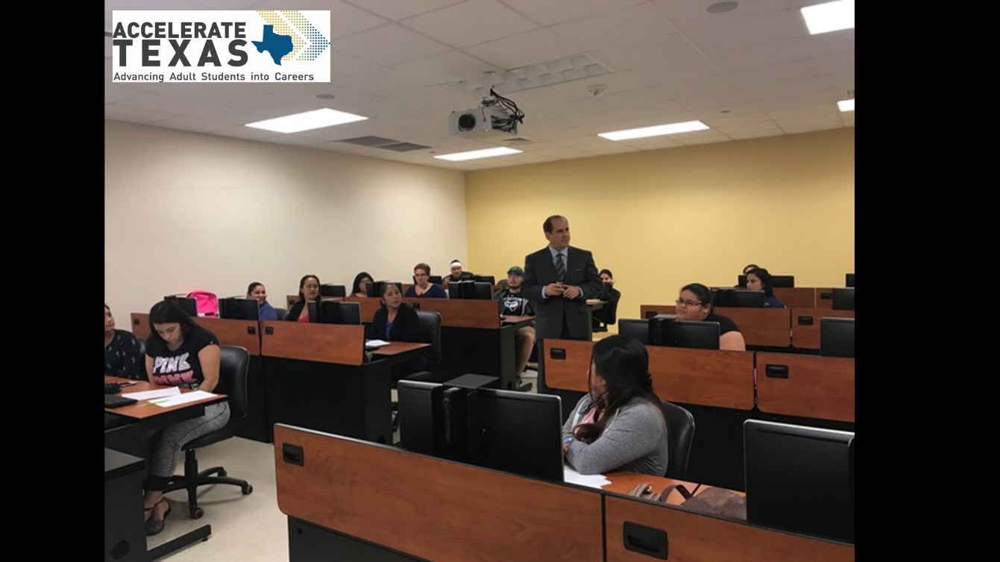 ACCELERATE
TEXAS
Advancing Adult Students into Careers
PINK